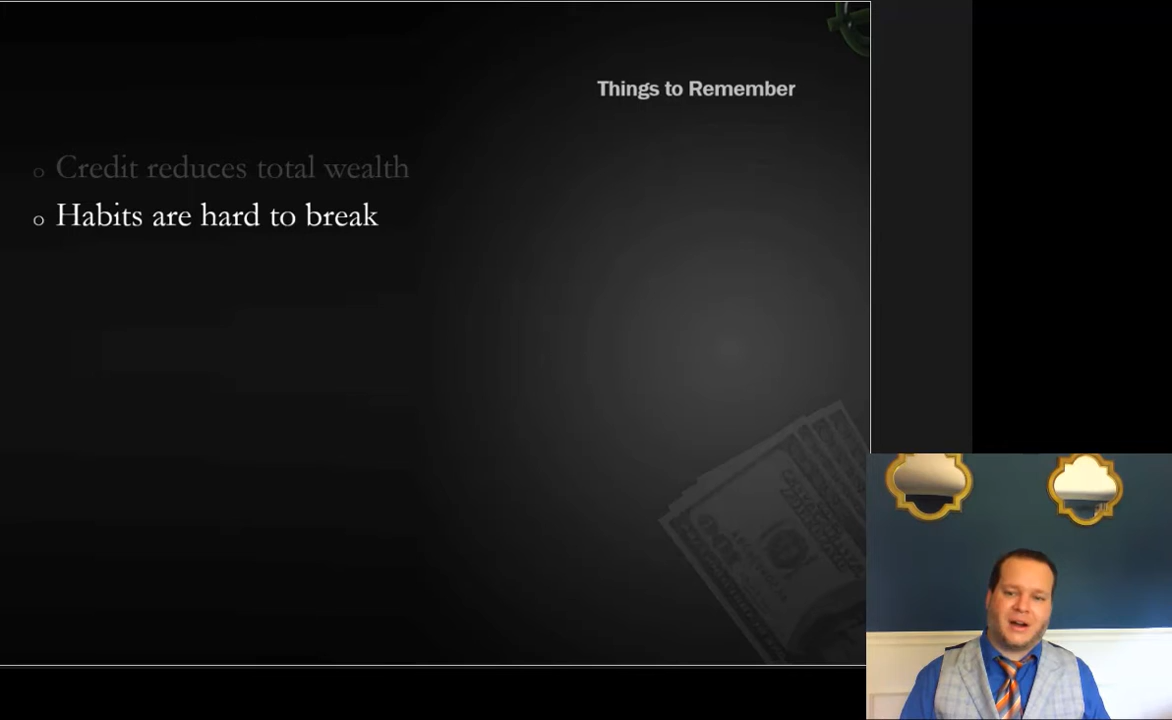 Things to Remember
Credit reduces total wealth
Habits are hard to break